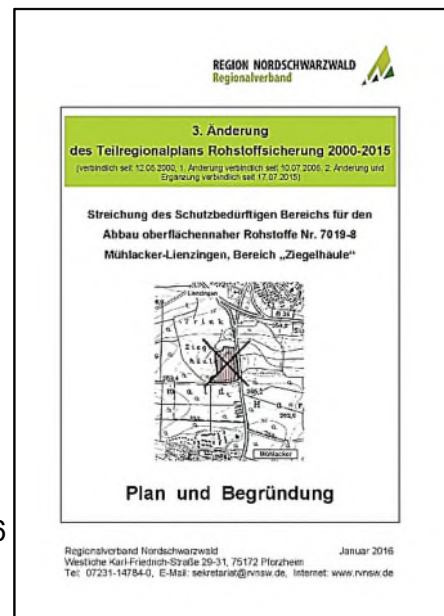 REGION NORDSCHWARZWALD
Regionalverband
3. Änderung
des Teilregionalplans Rohstoffsicherung 2000-2015
(verbindlich seit 12.05.2000, 1. Änderung verbindlich seit 10.07.2006, 2. Änderung und
Ergänzung verbindlich seit 17.07.2015)
Streichung des Schutzbedürftigen Bereichs für den
Abbau oberflächennaher Rohstoffe Nr. 7019-8
Mühlacker-Lienzingen, Bereich „Ziegelhäule“
Lienzingen
Mühlacker
Plan und Begründung
6
Regionalverband Nordschwarzwald Januar 2016
Westliche Karl-Friedrich-Straße 29-31, 75172 Pforzheim
Tel: 07231-14784-0, E-Mail: sekretariat@rvnsw.de, Internet: www.rvnsw.de